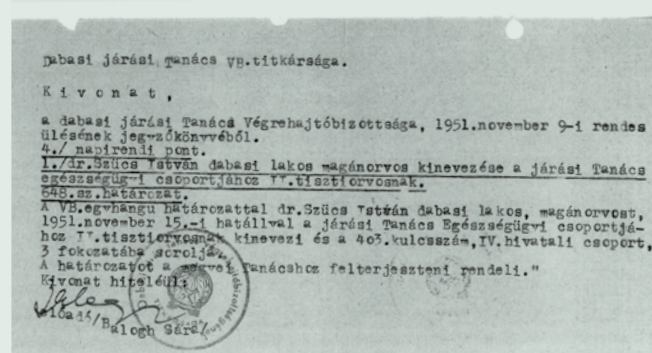 Dabasi járási Tanács VB.titkársága.
K i v o n a t ,
a dabasi járási Tanács Végrehajtóbizottsága, 1951.november 9-i rendes
ülésének jegyzőkönyvéből.
4./ napirendi pont.
1./dr.Szücs István dabasi lakos magánorvos kinevezése a járási Tanács
egészségügyi csoportjához II.tisztiorvosnak.
648.sz.határozat.
A VB.egyhangu határozattal dr.Szücs István dabasi lakos, magánorvost,
1951.november 15.-i hatállyal a járási Tanács Egészségügyi csoportjá-
hoz II.tisztiorvosnak kinevezi és a 403.kulcsszám,IV.hivatali csoport,
3 fokozatába sorolja.
A határozatot a megyei Tanácshoz felterjeszteni rendeli."
Kivonat hiteléül:
előadó/Balogh Sára/